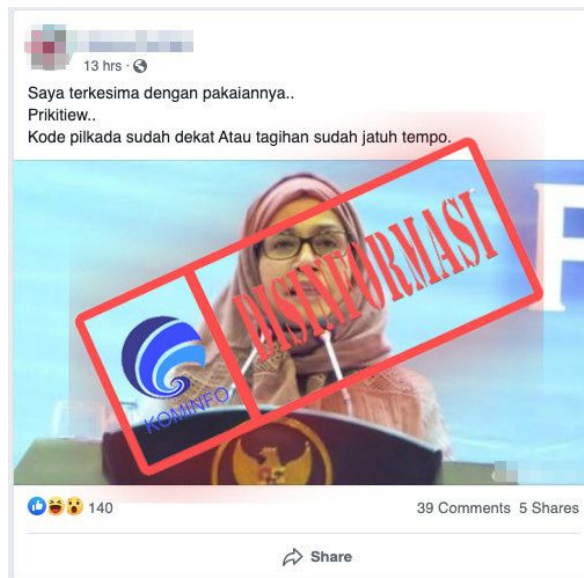 13 hrs ·
Saya terkesima dengan pakaiannya..
Prikitiew..
Kode pilkada sudah dekat Atau tagihan sudah jatuh tempo.
DISINFORMASI
KOMINFO
F
140
39 Comments 5 Shares
Share